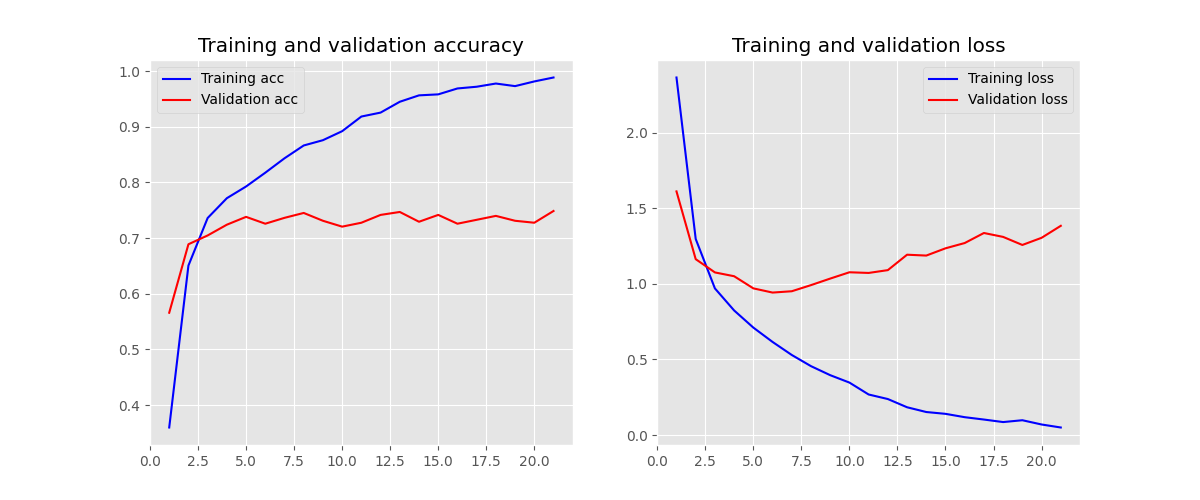 Training and validation accuracy
Training acc
Validation acc
1.0
0.9
0.8
0.7
0.6
0.5
0.4
0.0 2.5 5.0 7.5 10.0 12.5 15.0 17.5 20.0
Training and validation loss
Training loss
Validation loss
2.0
1.5
1.0
0.5
0.0
0.0 2.5 5.0 7.5 10.0 12.5 15.0 17.5 20.0